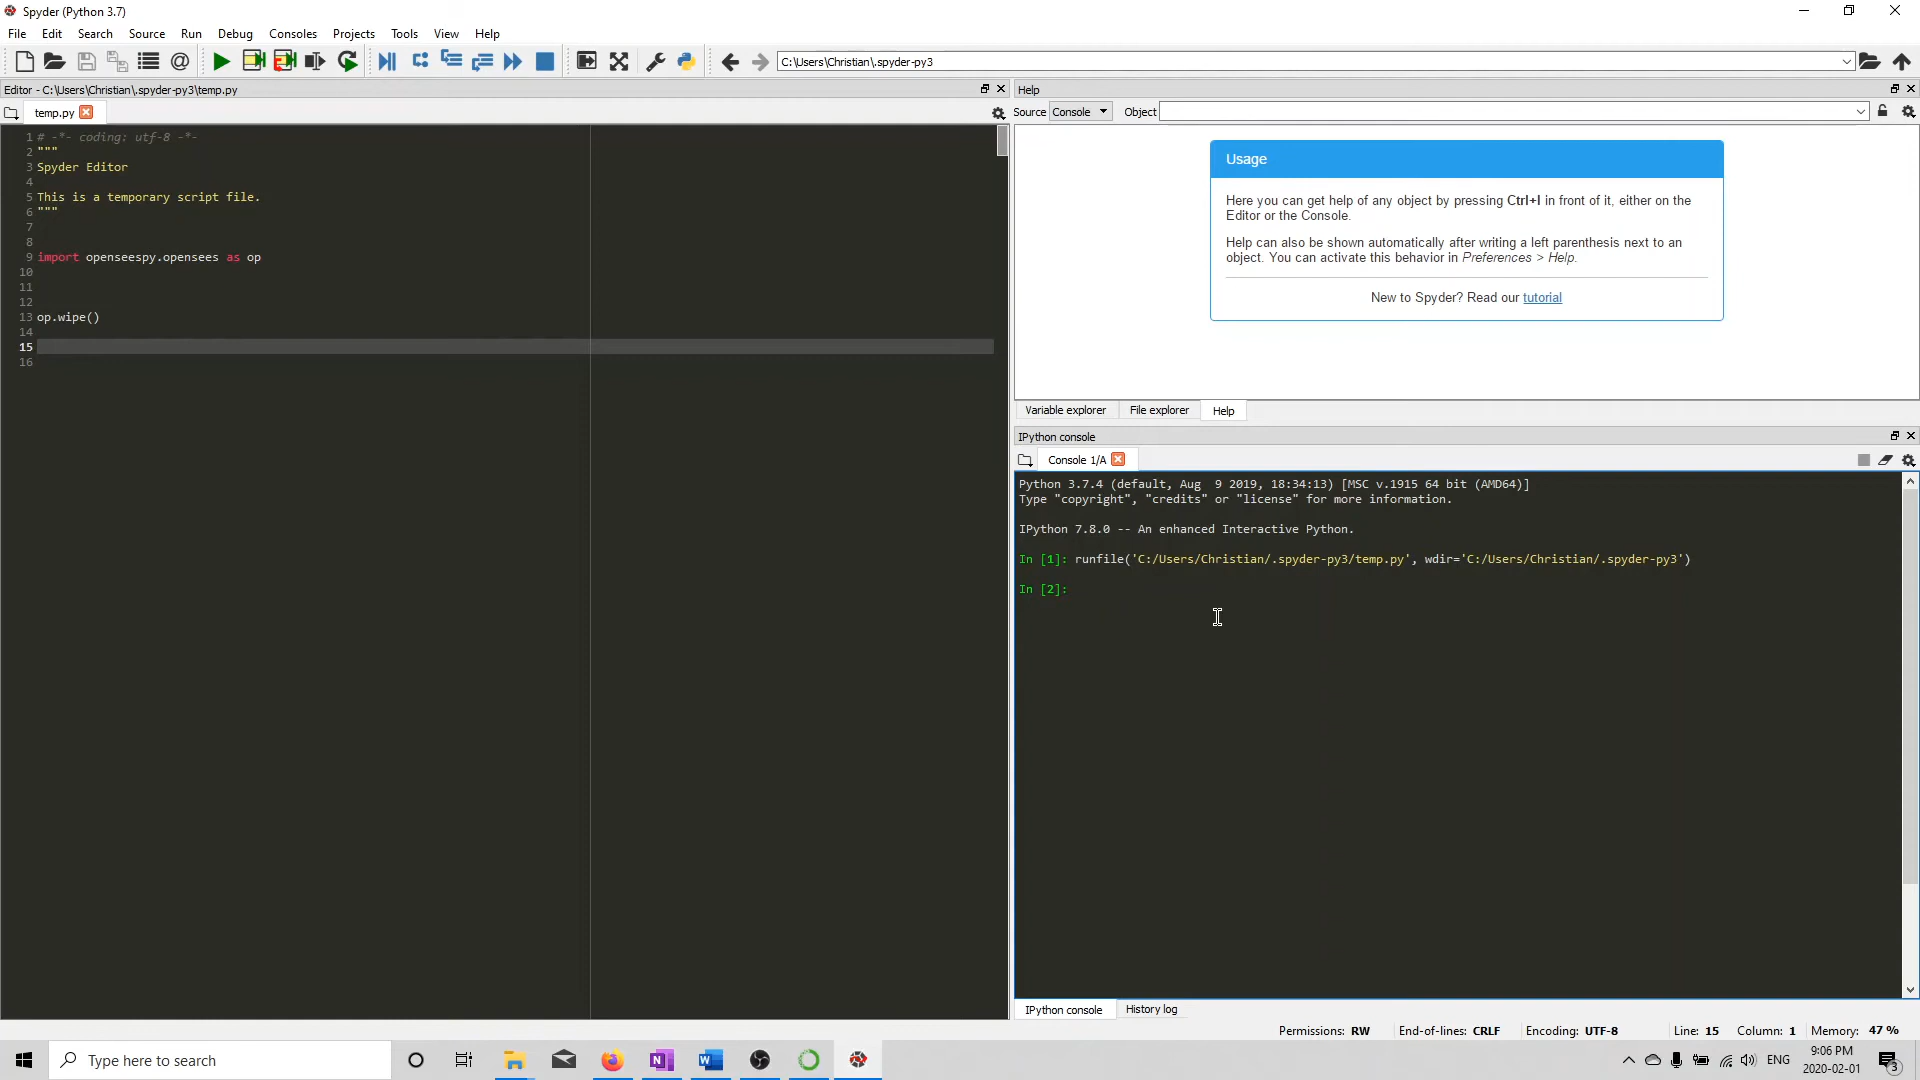 Spyder (Python 3.7)
File Edit Search Source Run Debug Consoles Projects Tools View Help
C:\Users\Christian\.spyder-py3
Editor - C:\Users\Christian\.spyder-py3\temp.py
temp.py
1 # -*- coding: utf-8 -*-
2 """
3 Spyder Editor
4
5 This is a temporary script file.
6 """
7
8
9 import openseespy.opensees as op
10
11
12
13 op.wipe()
14
15
16
Help
Source Console Object
Usage
Here you can get help of any object by pressing Ctrl+I in front of it, either on the
Editor or the Console.
Help can also be shown automatically after writing a left parenthesis next to an
object. You can activate this behavior in Preferences > Help.
New to Spyder? Read our tutorial
Variable explorer File explorer Help
IPython console
Console 1/A
Python 3.7.4 (default, Aug  9 2019, 18:34:13) [MSC v.1915 64 bit (AMD64)]
Type "copyright", "credits" or "license" for more information.
IPython 7.8.0 -- An enhanced Interactive Python.
In [1]: runfile('C:/Users/Christian/.spyder-py3/temp.py', wdir='C:/Users/Christian/.spyder-py3')
In [2]:
IPython console History log
Permissions: RW End-of-lines: CRLF Encoding: UTF-8 Line: 15 Column: 1 Memory: 47 %
Type here to search
ENG
9:06 PM
2020-02-01
3